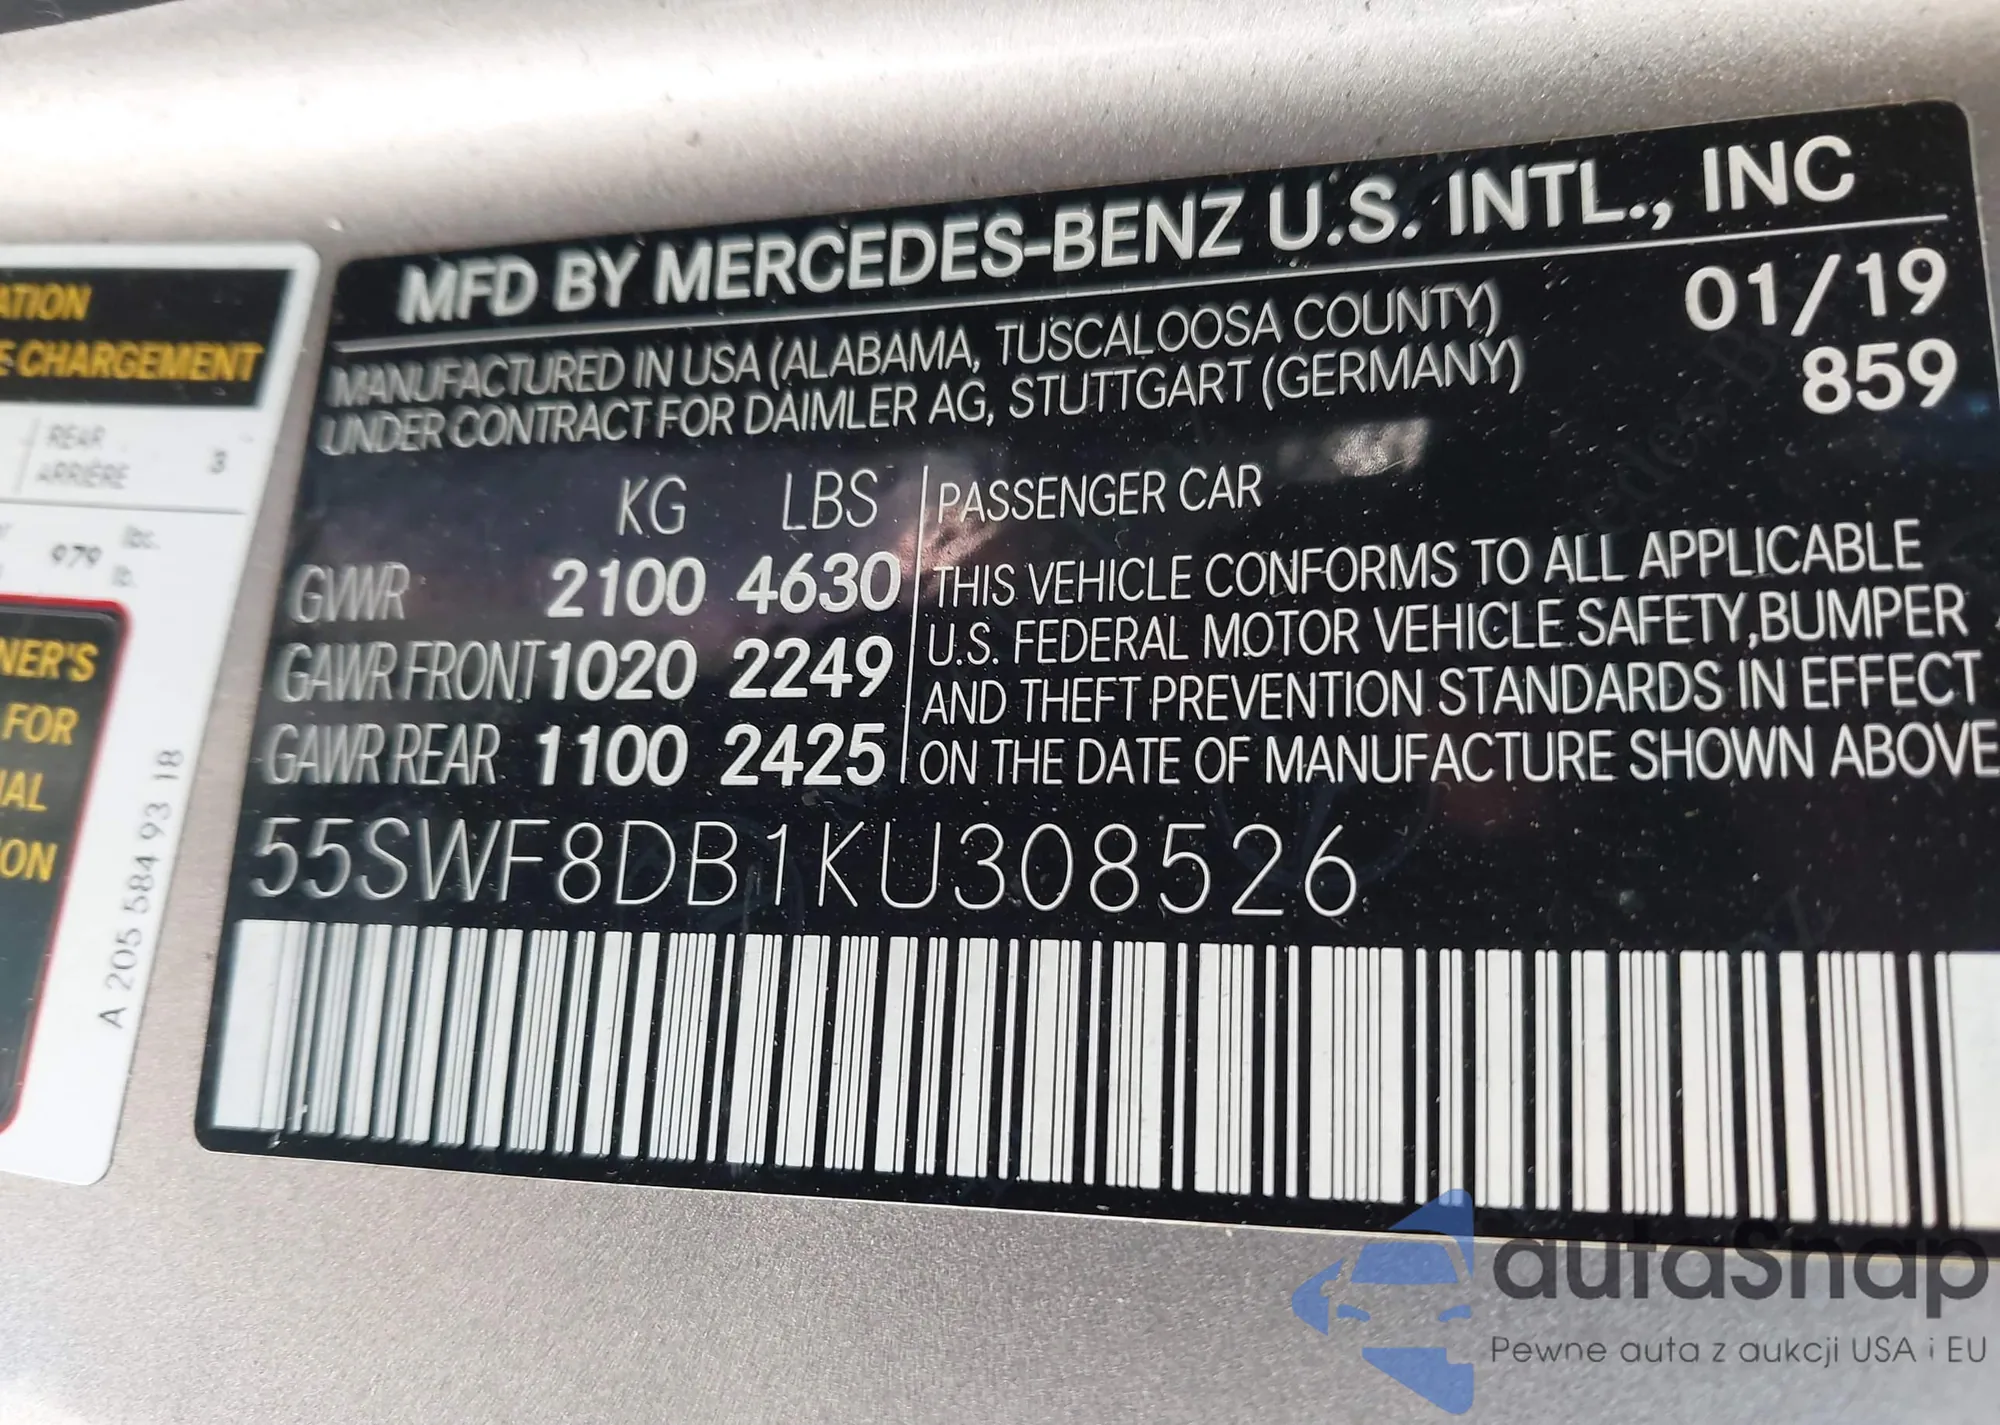 MFD BY MERCEDES-BENZ U.S. INTL., INC
MANUFACTURED IN USA (ALABAMA, TUSCALOOSA COUNTY)
UNDER CONTRACT FOR DAIMLER AG, STUTTGART (GERMANY)
01/19
859
KG LBS
GVWR 2100 4630
GAWR FRONT 1020 2249
GAWR REAR 1100 2425
PASSENGER CAR
THIS VEHICLE CONFORMS TO ALL APPLICABLE
U.S. FEDERAL MOTOR VEHICLE SAFETY,BUMPER
AND THEFT PREVENTION STANDARDS IN EFFECT
ON THE DATE OF MANUFACTURE SHOWN ABOVE
55SWF8DB1KU308526
ATION
E CHARGEMENT
REAR 3
ARRIÈRE
979 lbs.
lb.
NER'S
FOR
IAL
ION
A 205 584 93 18
autaSnap
Pewne auta z aukcji USA i EU